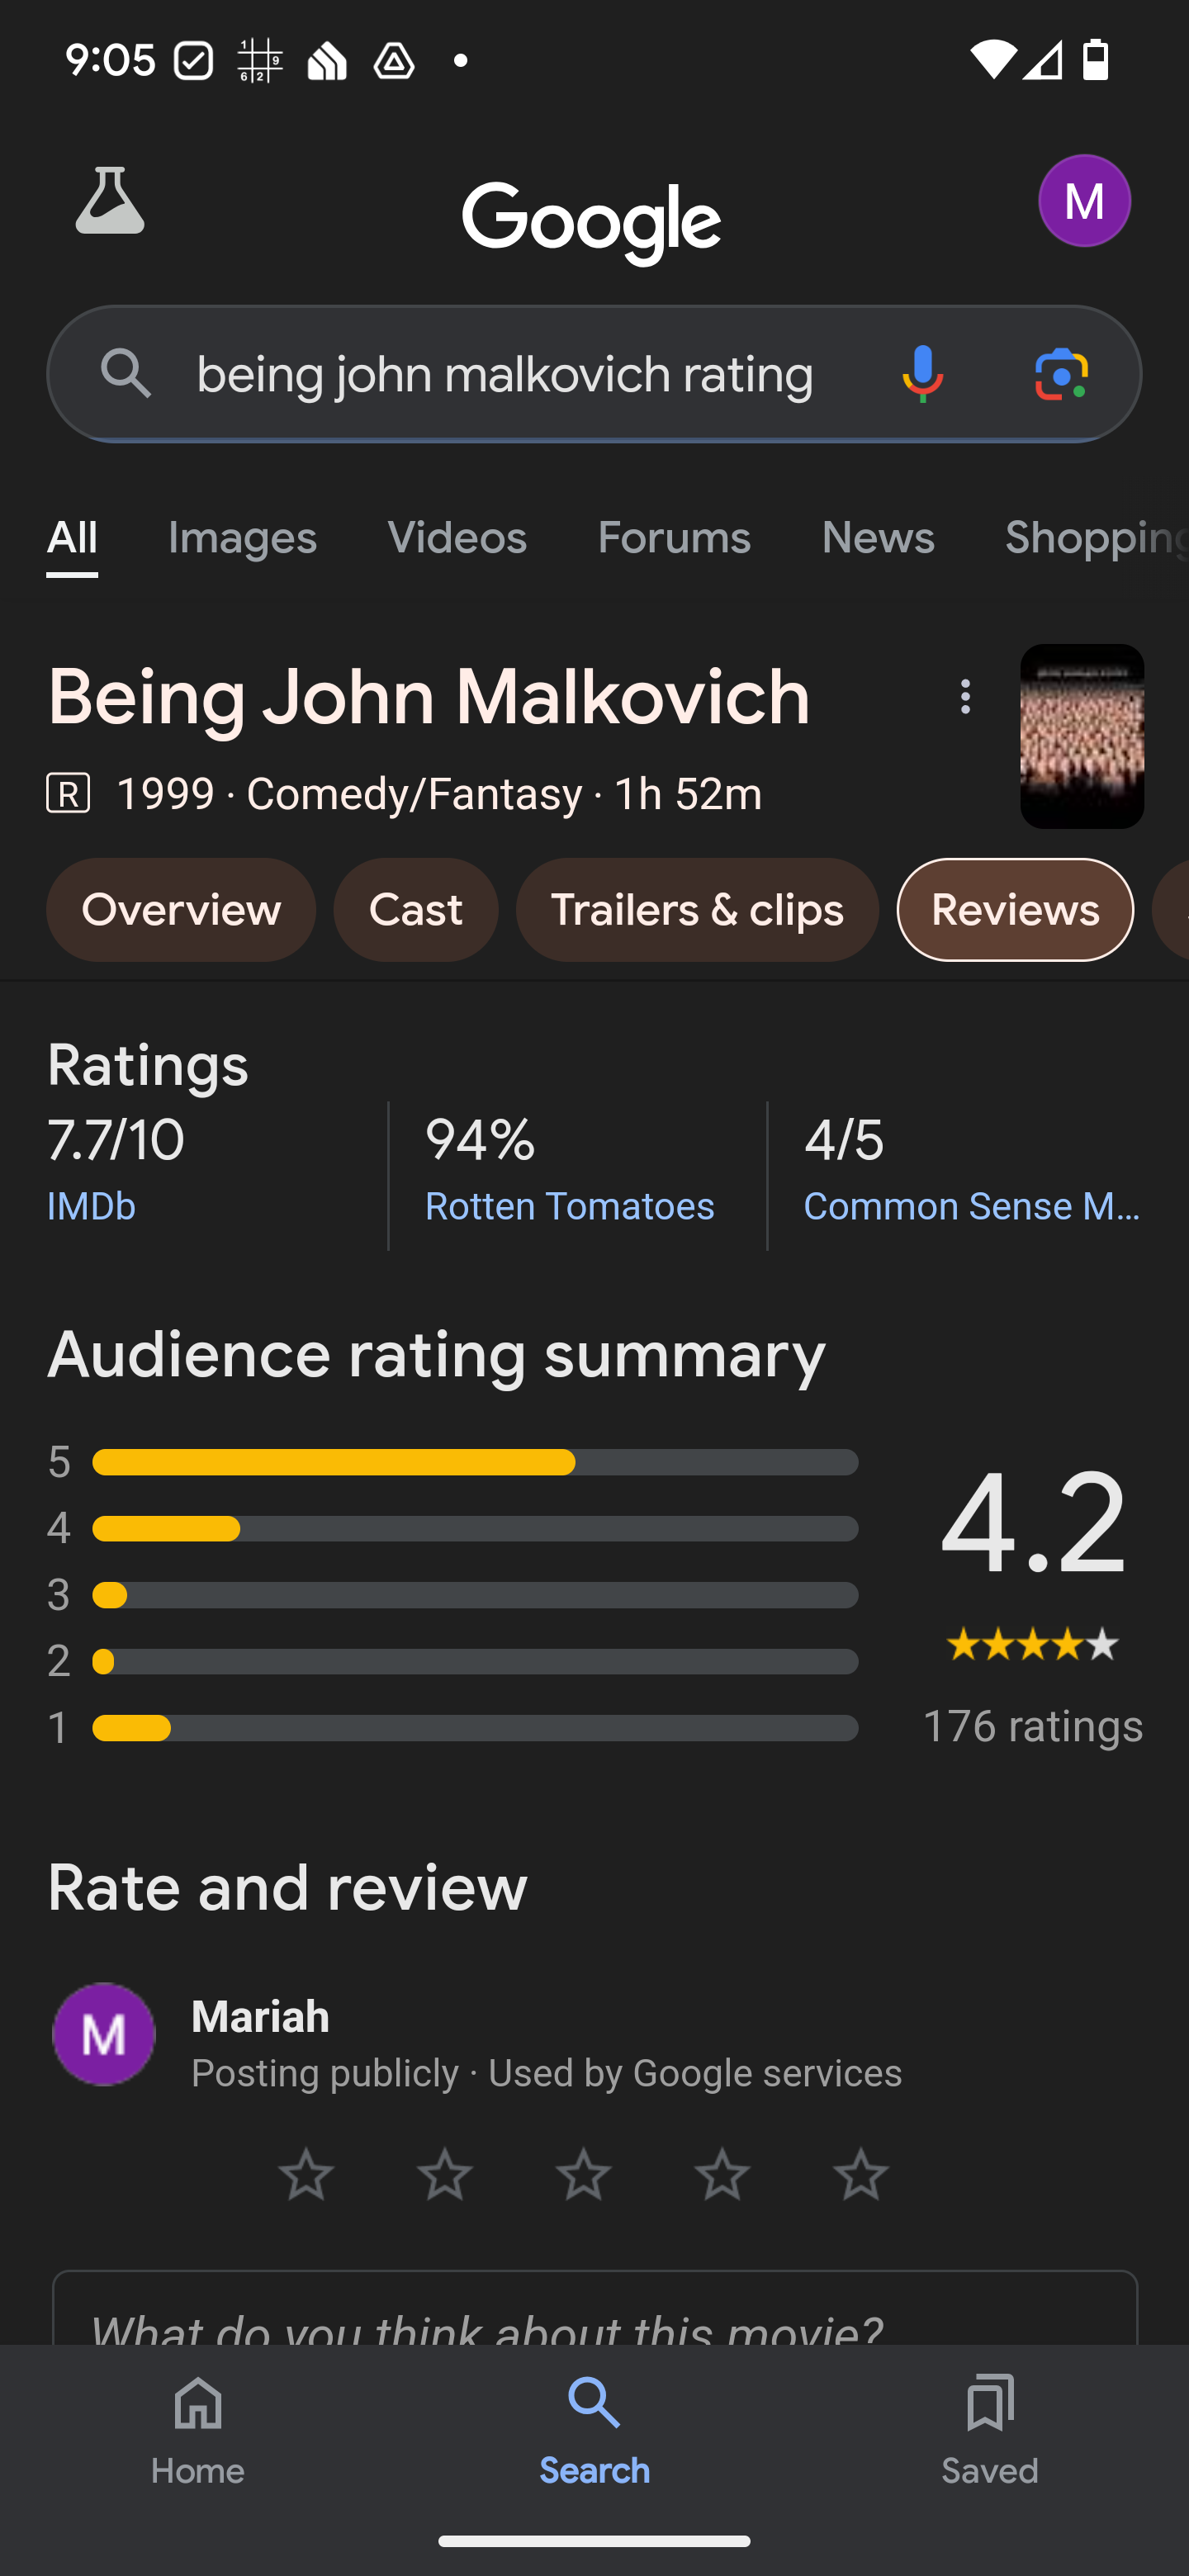 9:05
Google
M
being john malkovich rating
All Images Videos Forums News Shopping
Being John Malkovich
R 1999 · Comedy/Fantasy · 1h 52m
Overview Cast Trailers & clips Reviews
Ratings
7.7/10 94% 4/5
IMDb Rotten Tomatoes Common Sense M...
Audience rating summary
5
4
3
2
1
4.2
176 ratings
Rate and review
M
Mariah
Posting publicly · Used by Google services
What do you think about this movie?
Home Search Saved